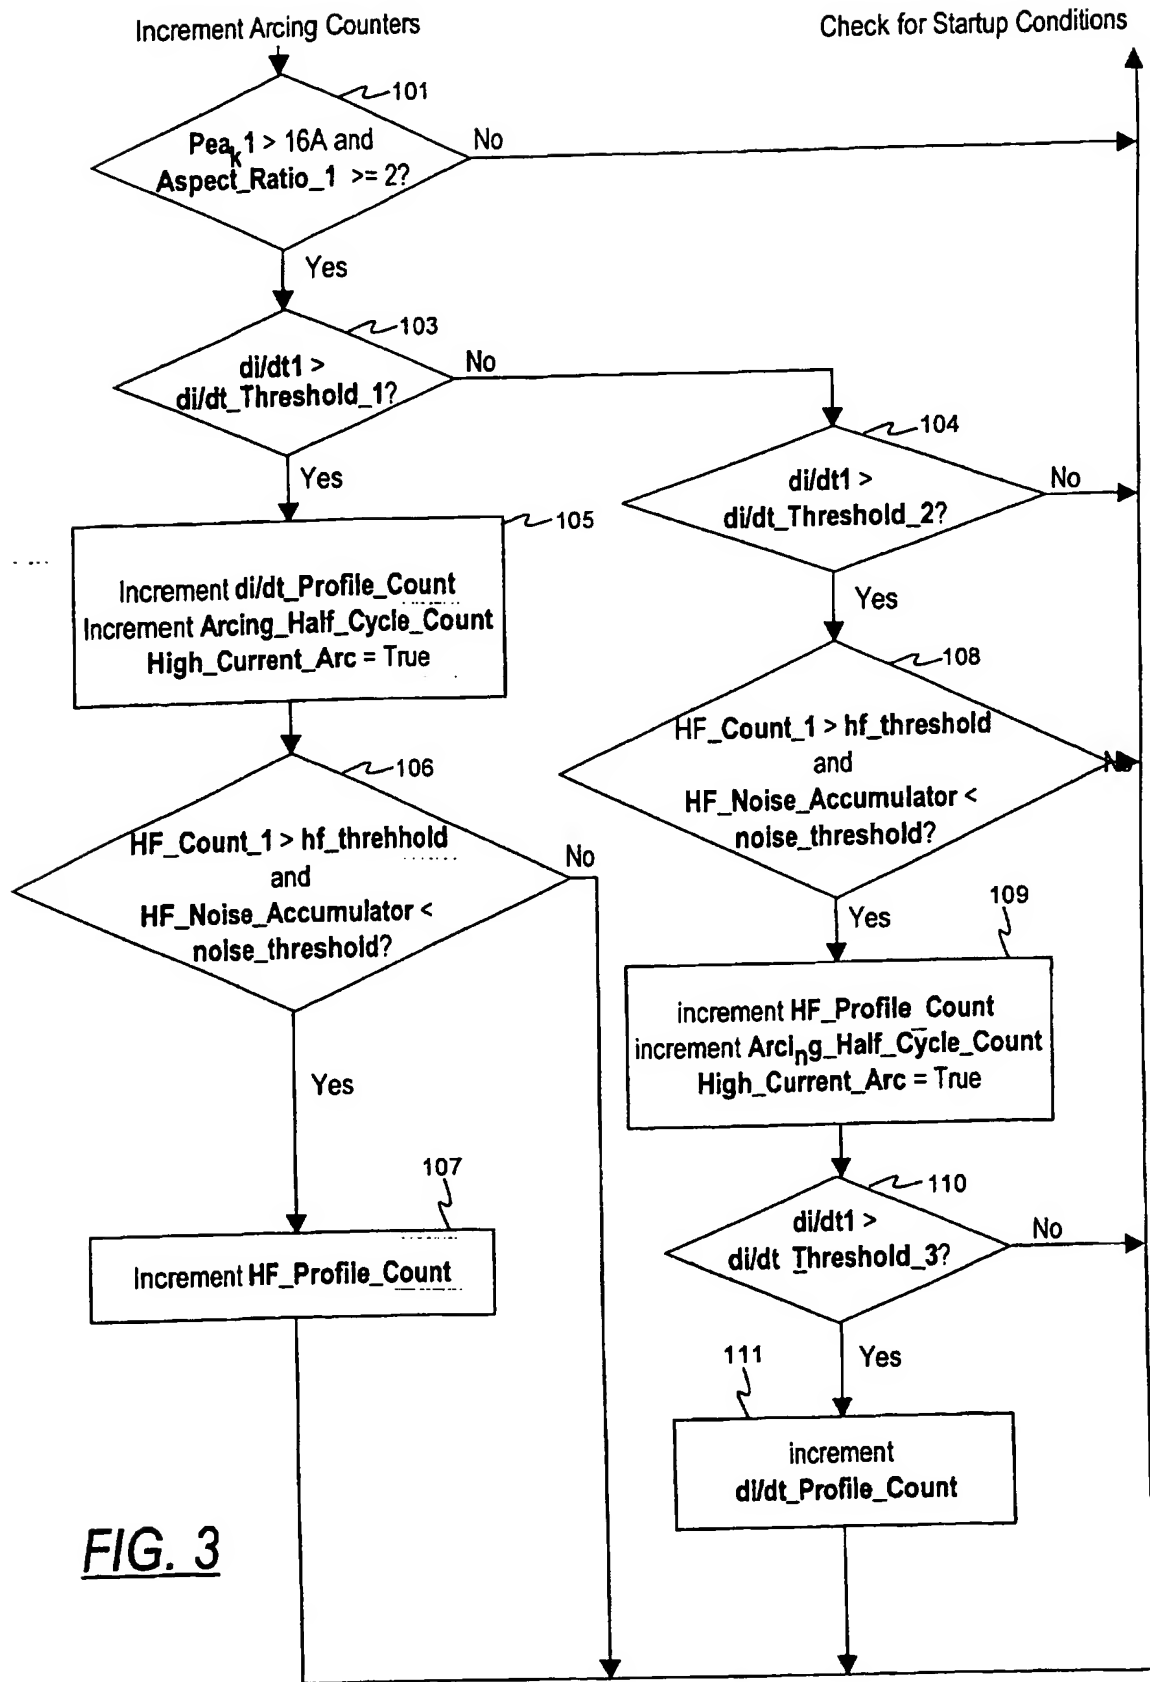 Increment Arcing Counters
Check for Startup Conditions
101
Peak1 > 16A and
Aspect_Ratio_1 >= 2?
No
Yes
103
di/dt1 >
di/dt_Threshold_1?
No
Yes
104
di/dt1 >
di/dt_Threshold_2?
No
Yes
105
Increment di/dt_Profile_Count
Increment Arcing_Half_Cycle_Count
High_Current_Arc = True
108
HF_Count_1 > hf_threshold
and
HF_Noise_Accumulator <
noise_threshold?
No
Yes
106
HF_Count_1 > hf_threhhold
and
HF_Noise_Accumulator <
noise_threshold?
No
Yes
109
increment HF_Profile_Count
increment Arcing_Half_Cycle_Count
High_Current_Arc = True
107
Increment HF_Profile_Count
110
di/dt1 >
di/dt_Threshold_3?
No
Yes
111
increment
di/dt_Profile_Count
FIG. 3